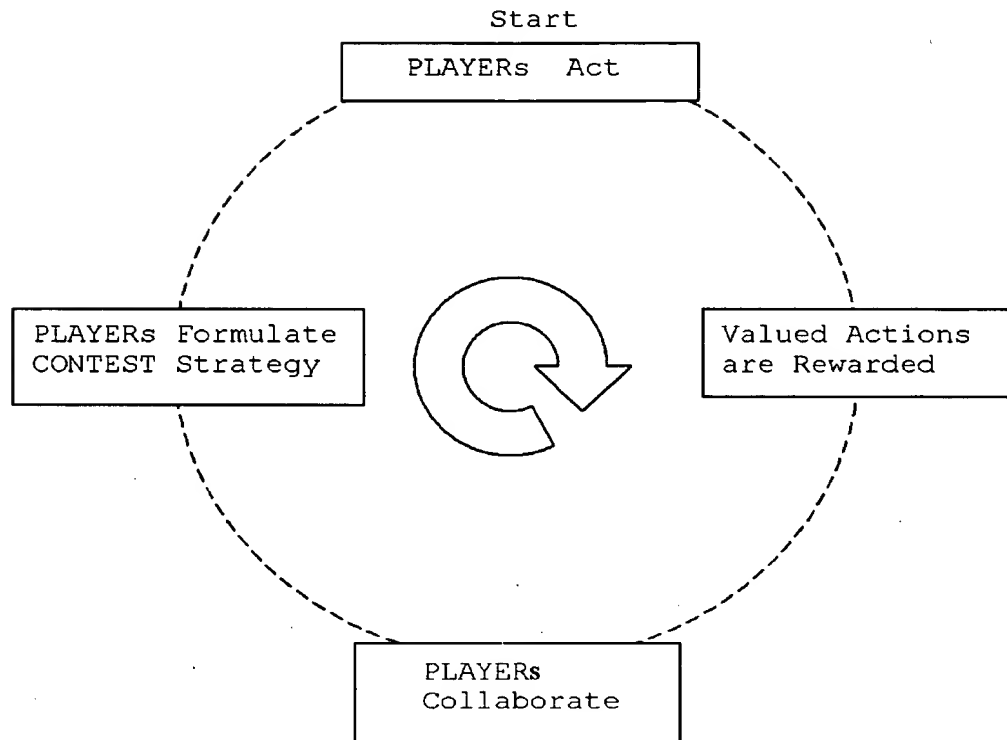 Start
PLAYERs Act
PLAYERs Formulate
CONTEST Strategy
Valued Actions
are Rewarded
PLAYERs
Collaborate